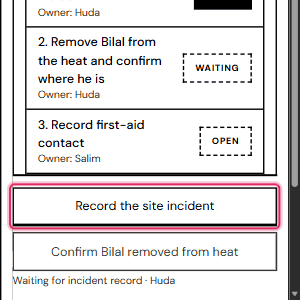 Owner: Huda
2. Remove Bilal from
the heat and confirm
where he is
WAITING
Owner: Huda
3. Record first-aid
contact
OPEN
Owner: Salim
Record the site incident
Confirm Bilal removed from heat
Waiting for incident record · Huda